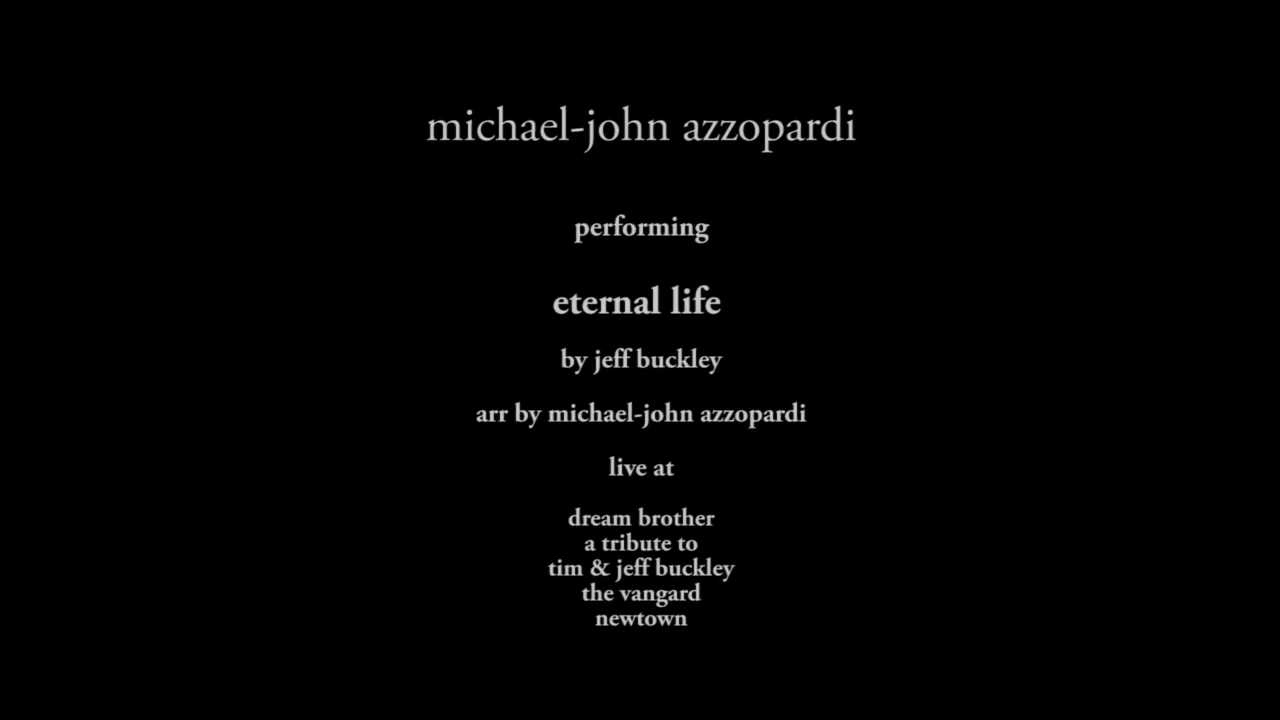 michael-john azzopardi
performing
eternal life
by jeff buckley
arr by michael-john azzopardi
live at
dream brother
a tribute to
tim & jeff buckley
the vangard
newtown